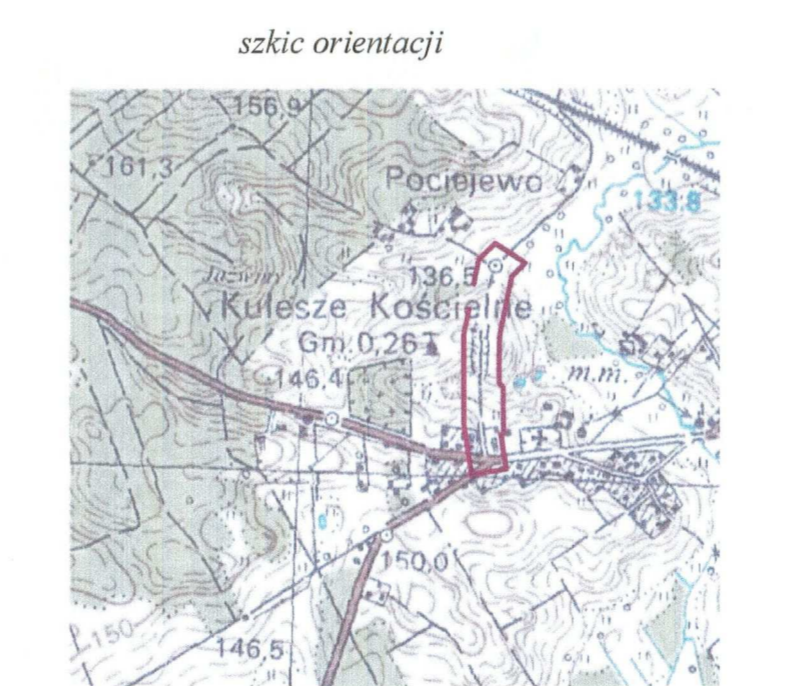 szkic orientacji
156,9
161,3
Pociejewo
133.8
136,5
Kulesze Kościelne
Gm. 0,26
146,4
m.m.
150,0
150
146,5